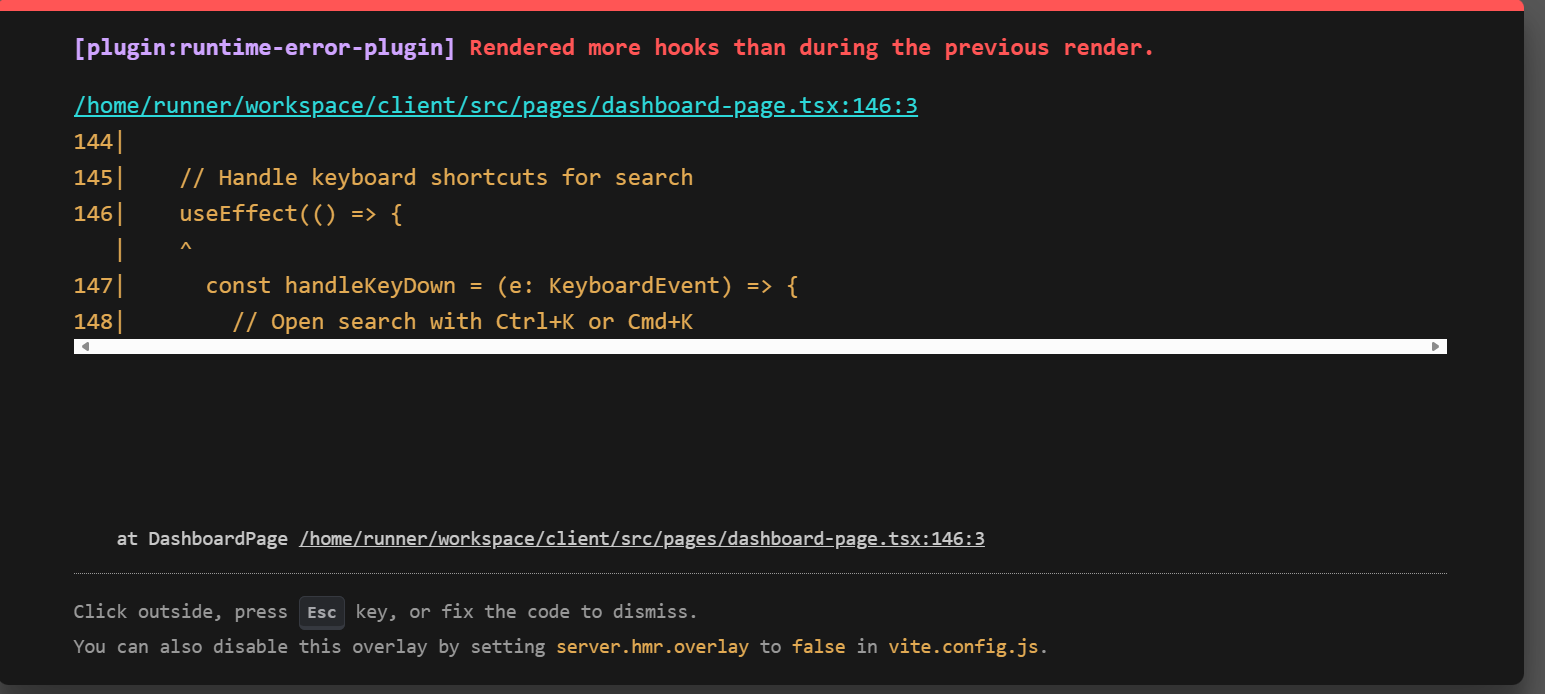 [plugin:runtime-error-plugin] Rendered more hooks than during the previous render.
/home/runner/workspace/client/src/pages/dashboard-page.tsx:146:3
144|
145|    // Handle keyboard shortcuts for search
146|    useEffect(() => {
   |    ^
147|      const handleKeyDown = (e: KeyboardEvent) => {
148|        // Open search with Ctrl+K or Cmd+K
at DashboardPage /home/runner/workspace/client/src/pages/dashboard-page.tsx:146:3
Click outside, press Esc key, or fix the code to dismiss.
You can also disable this overlay by setting server.hmr.overlay to false in vite.config.js.